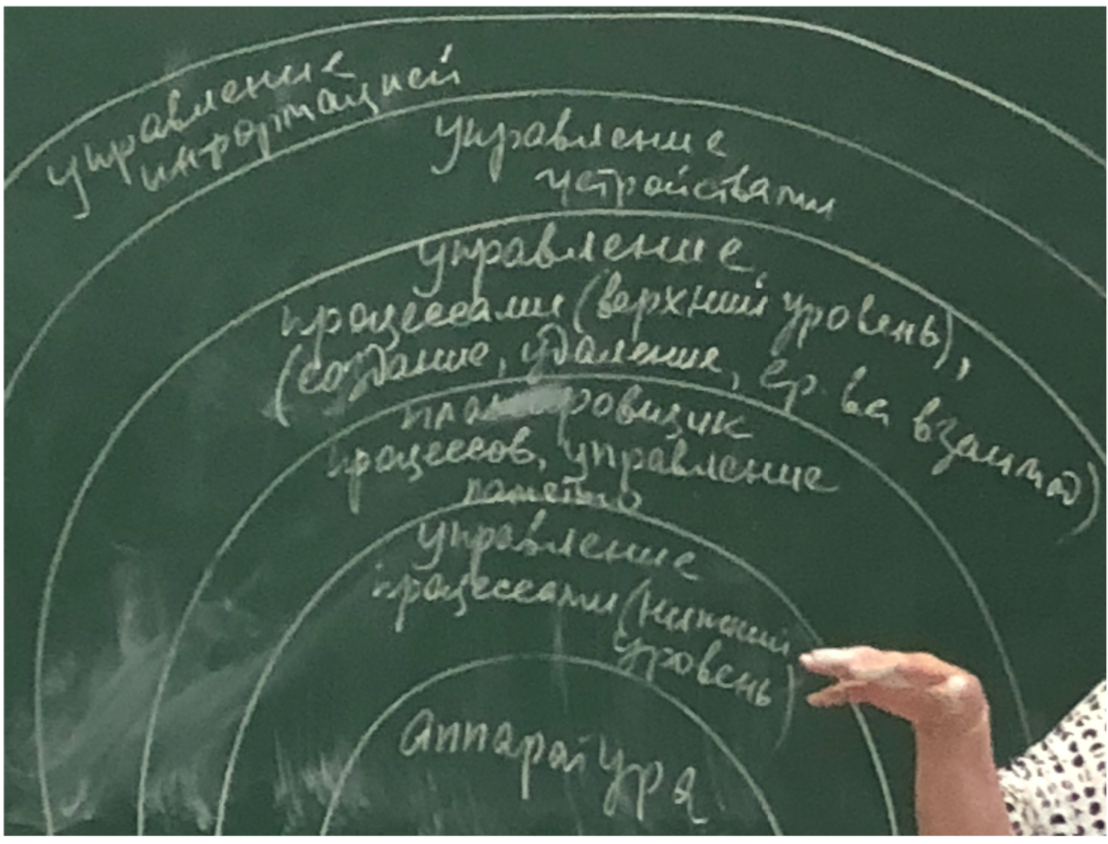 управление
информацией
управление
устройствами
управление
процессами (верхний уровень),
(создание, удаление, ср-ва взаимод)
планировщик
процессов, управление
памятью
управление
процессами (нижний
уровень)
аппаратура